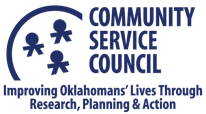 COMMUNITY
SERVICE
COUNCIL
Improving Oklahomans' Lives Through
Research, Planning & Action